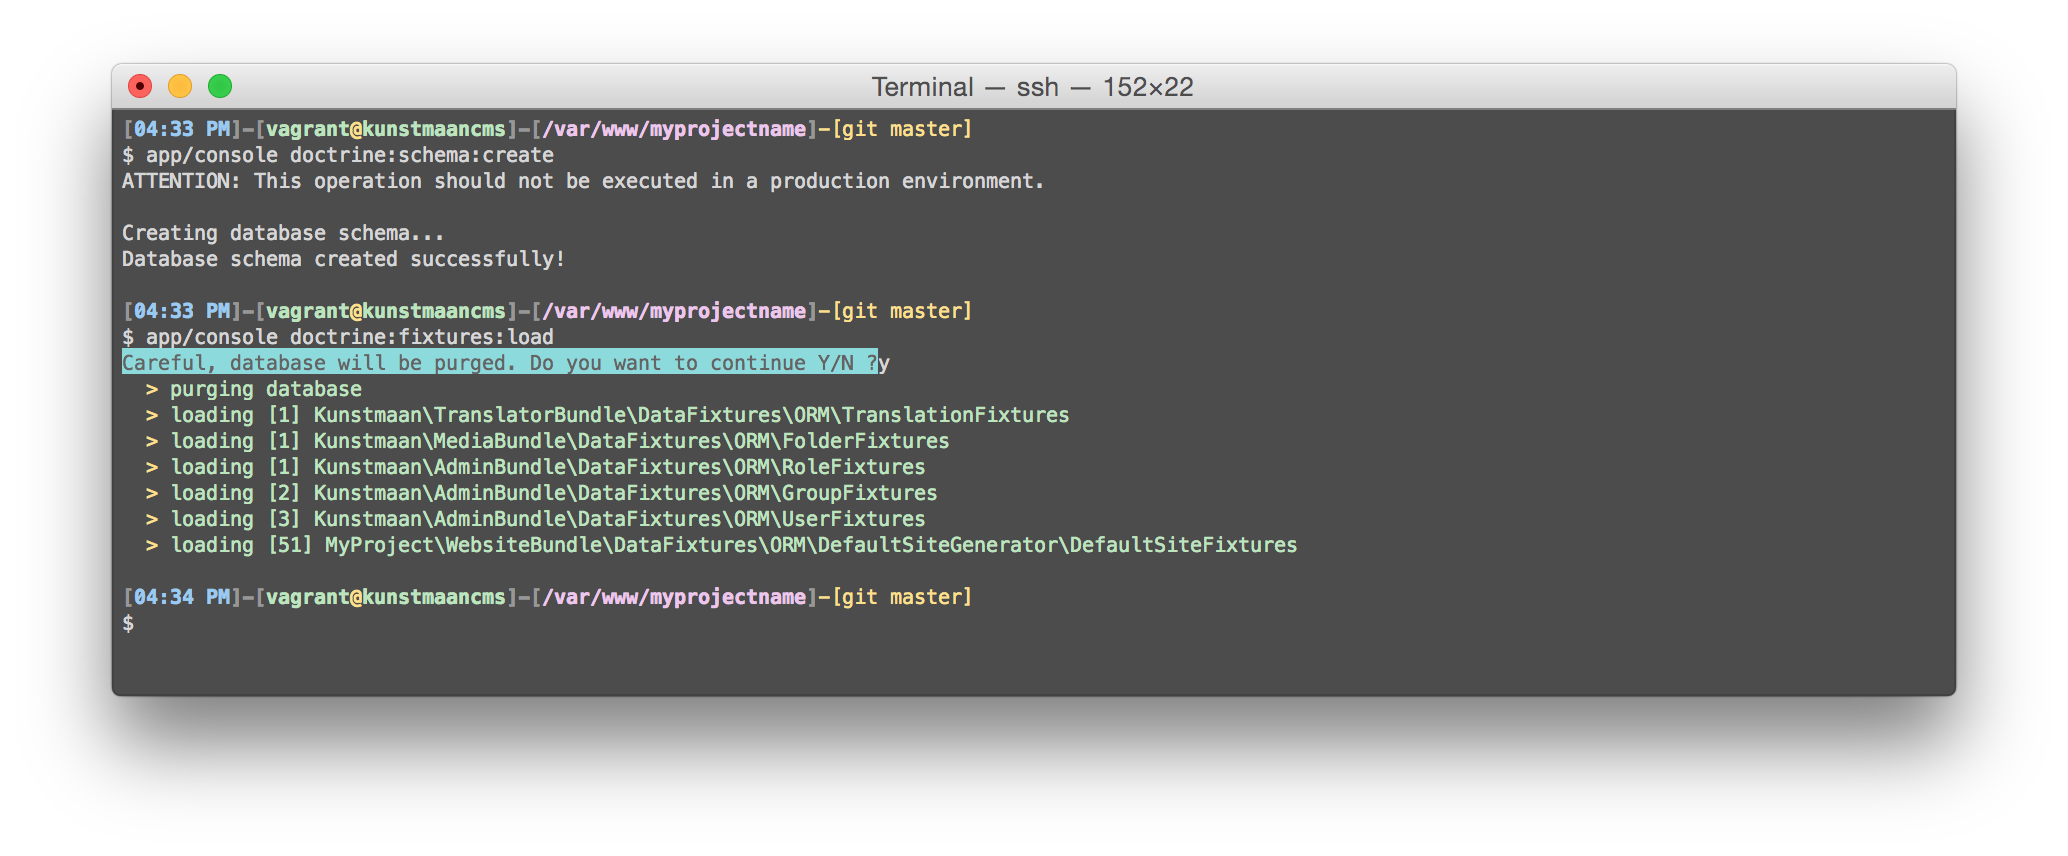 Terminal — ssh — 152×22
[04:33 PM]–[vagrant@kunstmaancms]–[/var/www/myprojectname]–[git master]
$ app/console doctrine:schema:create
ATTENTION: This operation should not be executed in a production environment.
Creating database schema...
Database schema created successfully!
[04:33 PM]–[vagrant@kunstmaancms]–[/var/www/myprojectname]–[git master]
$ app/console doctrine:fixtures:load
Careful, database will be purged. Do you want to continue Y/N ?y
  > purging database
  > loading [1] Kunstmaan\TranslatorBundle\DataFixtures\ORM\TranslationFixtures
  > loading [1] Kunstmaan\MediaBundle\DataFixtures\ORM\FolderFixtures
  > loading [1] Kunstmaan\AdminBundle\DataFixtures\ORM\RoleFixtures
  > loading [2] Kunstmaan\AdminBundle\DataFixtures\ORM\GroupFixtures
  > loading [3] Kunstmaan\AdminBundle\DataFixtures\ORM\UserFixtures
  > loading [51] MyProject\WebsiteBundle\DataFixtures\ORM\DefaultSiteGenerator\DefaultSiteFixtures
[04:34 PM]–[vagrant@kunstmaancms]–[/var/www/myprojectname]–[git master]
$